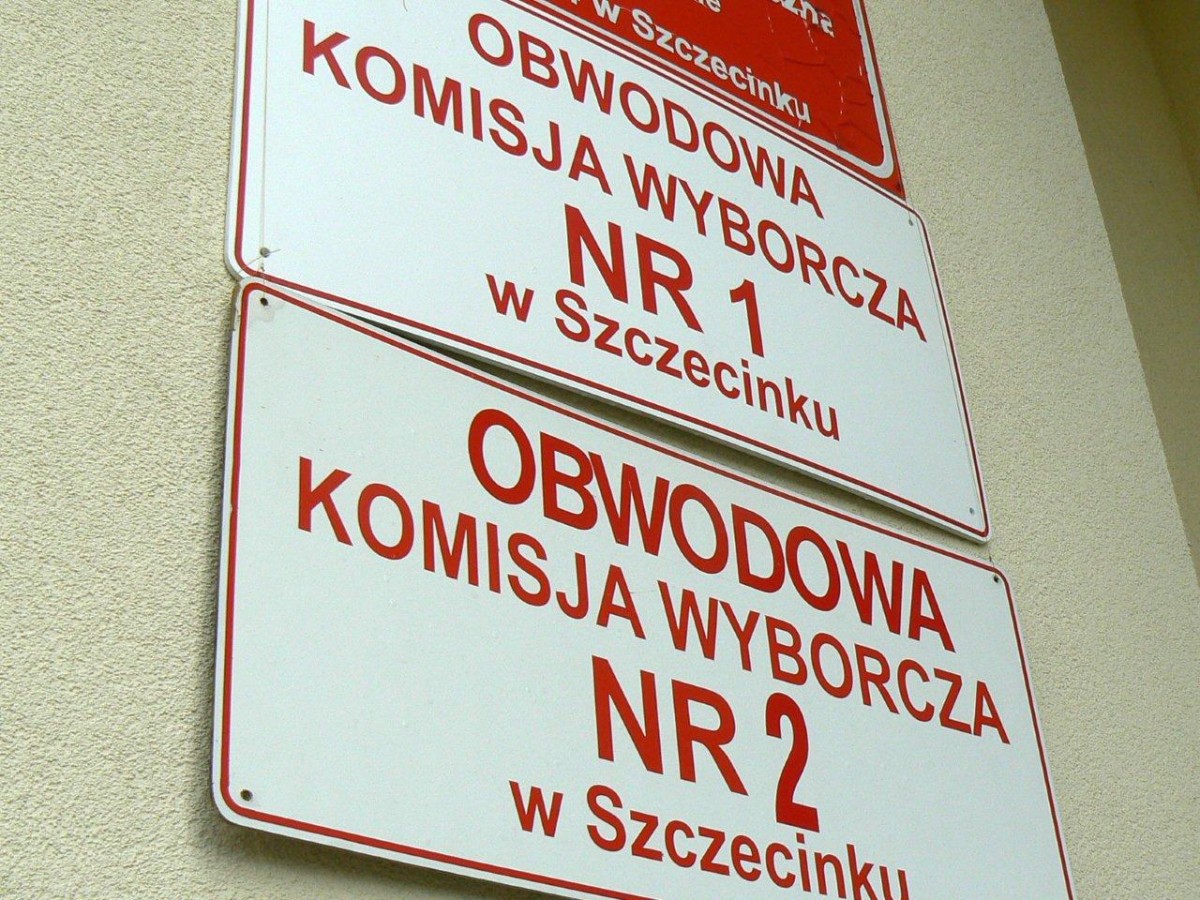 w Szczecinku
OBWODOWA
KOMISJA WYBORCZA
NR 1
w Szczecinku
OBWODOWA
KOMISJA WYBORCZA
NR 2
w Szczecinku